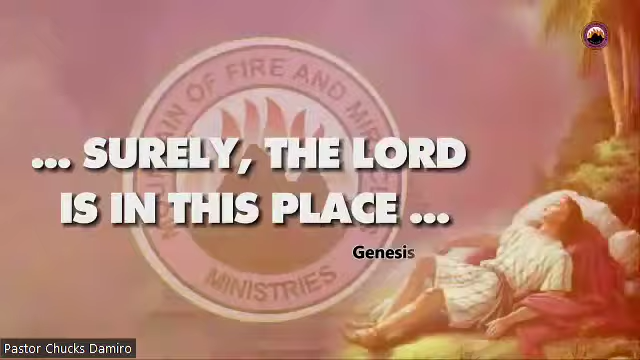 ... SURELY, THE LORD
IS IN THIS PLACE ...
Genesis
MOUNTAIN OF FIRE AND MIRACLES
MINISTRIES
Pastor Chucks Damiro